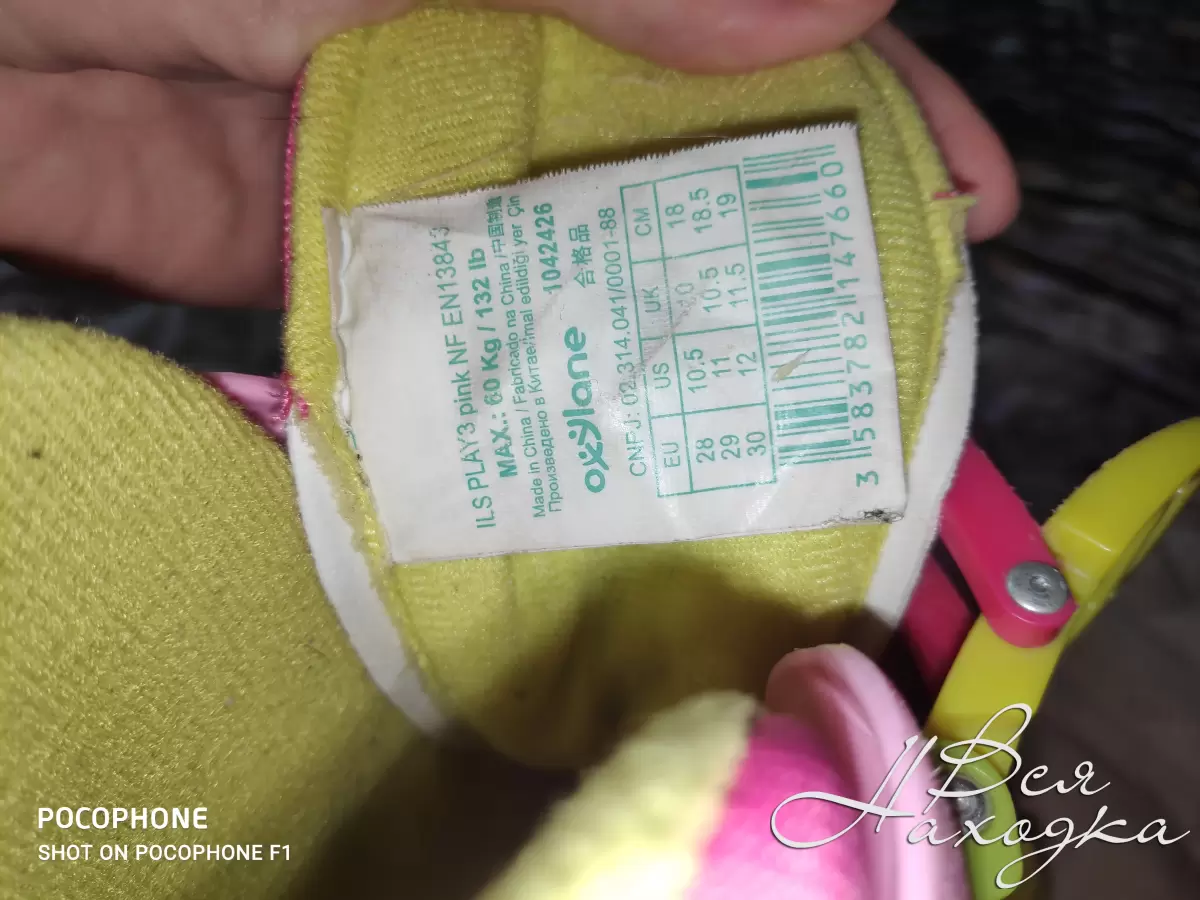 ILS PLAY3 pink NF EN13843
MAX.: 60 Kg / 132 lb
Made in China / Fabricado na China /中国制造
Произведено в Китае/imal edildiği yer Çin
1042426
oxylane 合格品
CNPJ: 02.314.041/0001-88
EU US UK CM
28 10.5 10 18
29 11 10.5 18.5
30 12 11.5 19
3 583782 147660
POCOPHONE
SHOT ON POCOPHONE F1
Вся
Находка